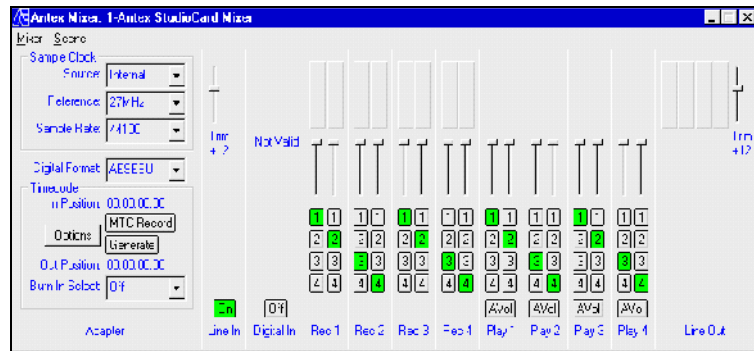 Antex Mixer. 1-Antex StudioCard Mixer
Mixer Scene
Sample Clock
Source: Internal
Reference: 27MHz
Sample Rate: 44100
Digital Format: AESEBU
Timecode
In Position: 00:00:00.00
MTC Record
Options
Generate
Out Position: 00:00:00.00
Burn In Select: Off
Adapter
Trim
+12
On
Line In
Not Valid
Off
Digital In
1 1
2 2
3 3
4 4
Rec 1
1 1
2 2
3 3
4 4
Rec 2
1 1
2 2
3 3
4 4
Rec 3
1 1
2 2
3 3
4 4
Rec 4
1 1
2 2
3 3
4 4
AVol
Play 1
1 1
2 2
3 3
4 4
AVol
Play 2
1 1
2 2
3 3
4 4
AVol
Play 3
1 1
2 2
3 3
4 4
AVol
Play 4
Trim
+12
Line Out